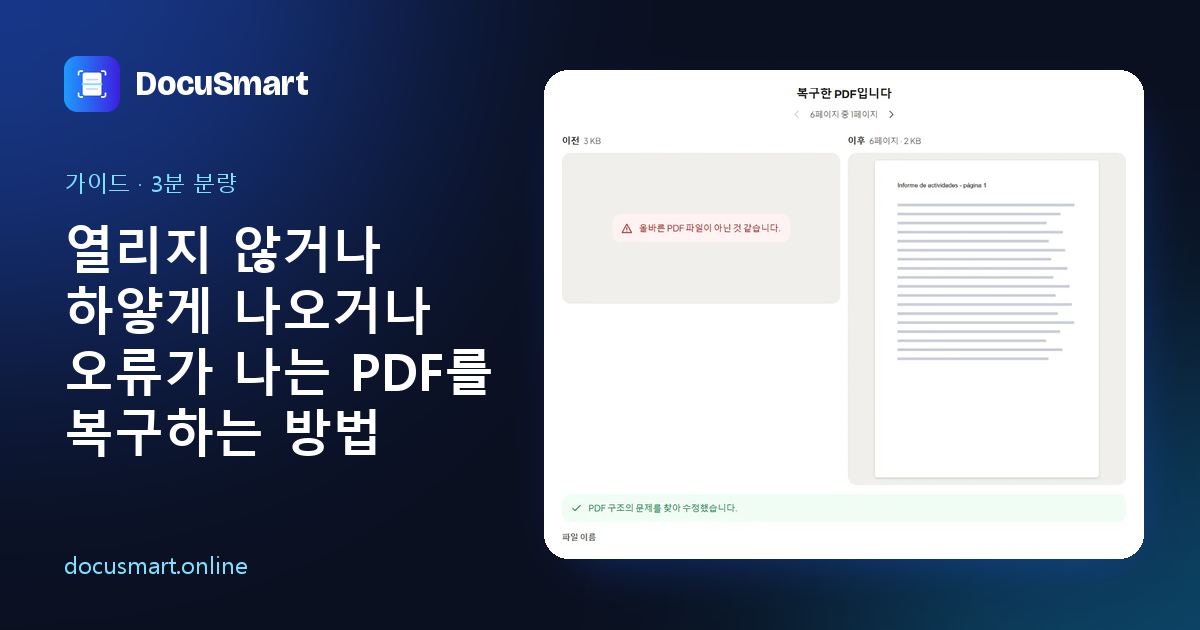 DocuSmart
가이드 · 3분 분량
열리지 않거나
하얗게 나오거나
오류가 나는 PDF를
복구하는 방법
docusmart.online
복구한 PDF입니다
6페이지 중 1페이지
이전 3 KB
이후 6페이지 · 2 KB
올바른 PDF 파일이 아닌 것 같습니다.
Informe de actividades - página 1
PDF 구조의 문제를 찾아 수정했습니다.
파일 이름